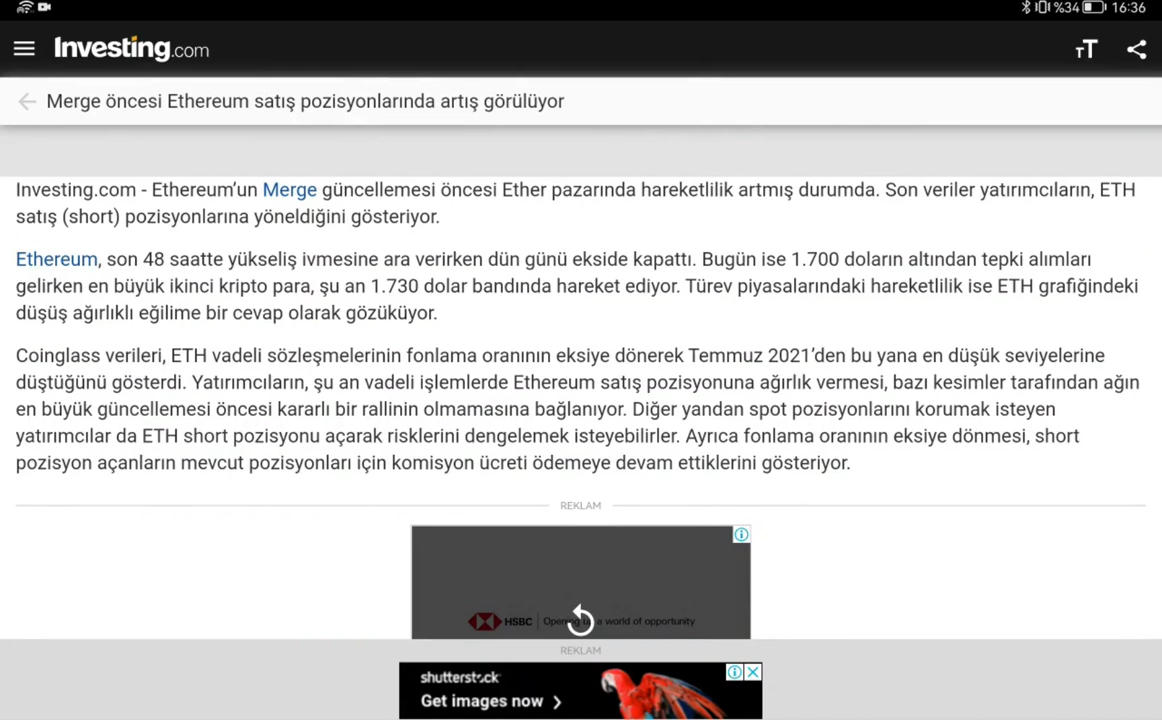 %34 16:36
Investing.com
Merge öncesi Ethereum satış pozisyonlarında artış görülüyor
Investing.com - Ethereum’un Merge güncellemesi öncesi Ether pazarında hareketlilik artmış durumda. Son veriler yatırımcıların, ETH
satış (short) pozisyonlarına yöneldiğini gösteriyor.
Ethereum, son 48 saatte yükseliş ivmesine ara verirken dün günü ekside kapattı. Bugün ise 1.700 doların altından tepki alımları
gelirken en büyük ikinci kripto para, şu an 1.730 dolar bandında hareket ediyor. Türev piyasalarındaki hareketlilik ise ETH grafiğindeki
düşüş ağırlıklı eğilime bir cevap olarak gözüküyor.
Coinglass verileri, ETH vadeli sözleşmelerinin fonlama oranının eksiye dönerek Temmuz 2021’den bu yana en düşük seviyelerine
düştüğünü gösterdi. Yatırımcıların, şu an vadeli işlemlerde Ethereum satış pozisyonuna ağırlık vermesi, bazı kesimler tarafından ağın
en büyük güncellemesi öncesi kararlı bir rallinin olmamasına bağlanıyor. Diğer yandan spot pozisyonlarını korumak isteyen
yatırımcılar da ETH short pozisyonu açarak risklerini dengelemek isteyebilirler. Ayrıca fonlama oranının eksiye dönmesi, short
pozisyon açanların mevcut pozisyonları için komisyon ücreti ödemeye devam ettiklerini gösteriyor.
REKLAM
HSBC Opening up a world of opportunity
REKLAM
shutterstock
Get images now